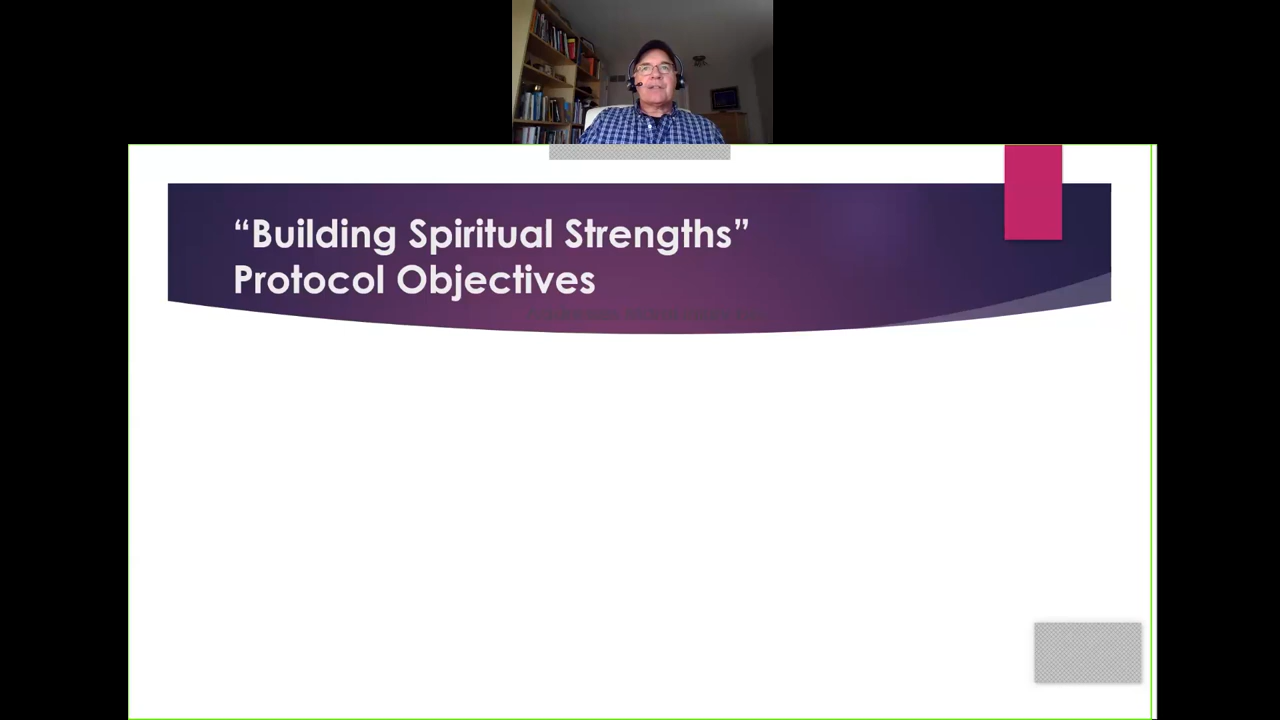 “Building Spiritual Strengths”
Protocol Objectives